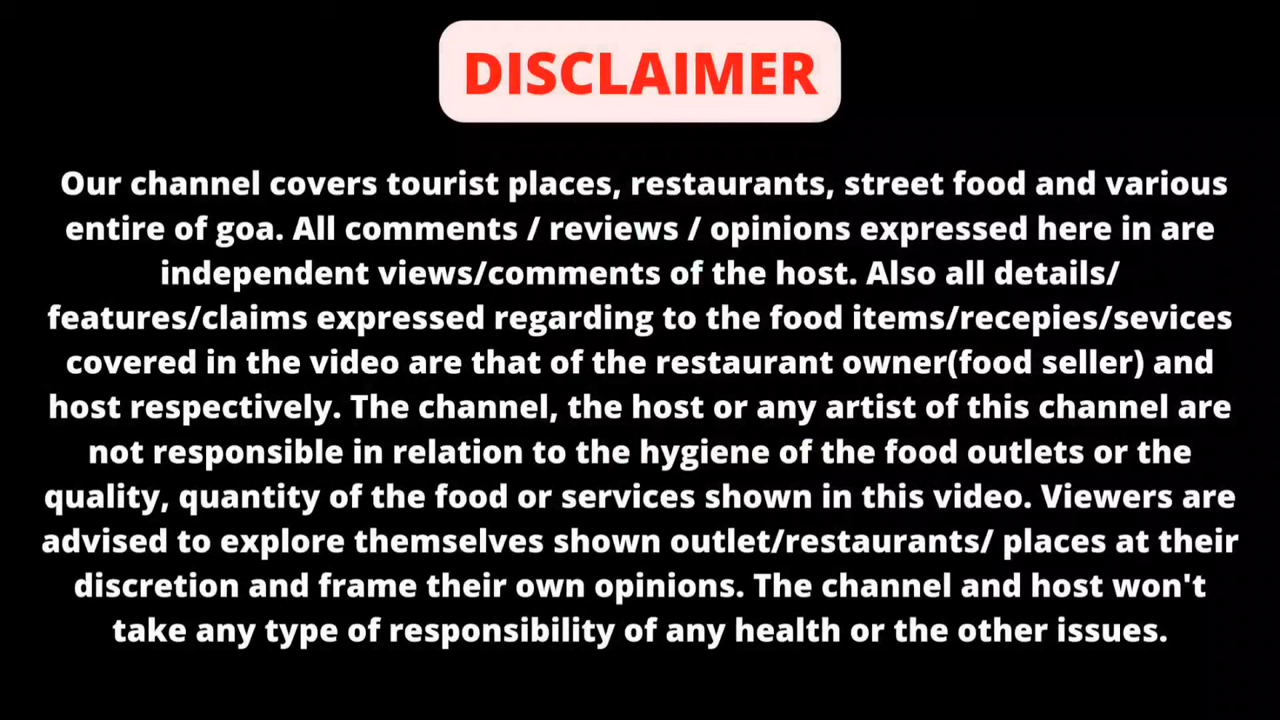 DISCLAIMER
Our channel covers tourist places, restaurants, street food and various
entire of goa. All comments / reviews / opinions expressed here in are
independent views/comments of the host. Also all details/
features/claims expressed regarding to the food items/recepies/sevices
covered in the video are that of the restaurant owner(food seller) and
host respectively. The channel, the host or any artist of this channel are
not responsible in relation to the hygiene of the food outlets or the
quality, quantity of the food or services shown in this video. Viewers are
advised to explore themselves shown outlet/restaurants/ places at their
discretion and frame their own opinions. The channel and host won't
take any type of responsibility of any health or the other issues.